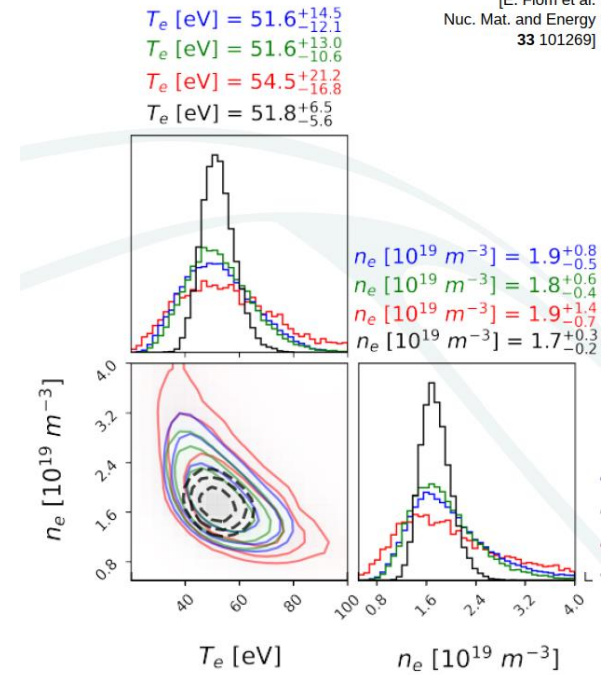 [E. Flom et al.
Nuc. Mat. and Energy
33 101269]
T_e [eV] = 51.6^{+14.5}_{-12.1}
T_e [eV] = 51.6^{+13.0}_{-10.6}
T_e [eV] = 54.5^{+21.2}_{-16.8}
T_e [eV] = 51.8^{+6.5}_{-5.6}
n_e [10^{19} m^{-3}] = 1.9^{+0.8}_{-0.5}
n_e [10^{19} m^{-3}] = 1.8^{+0.6}_{-0.4}
n_e [10^{19} m^{-3}] = 1.9^{+1.4}_{-0.7}
n_e [10^{19} m^{-3}] = 1.7^{+0.3}_{-0.2}
n_e [10^{19} m^{-3}]
4.0
3.2
2.4
1.6
0.8
40 60 80 100
0.8 1.6 2.4 3.2 4.0
T_e [eV]
n_e [10^{19} m^{-3}]